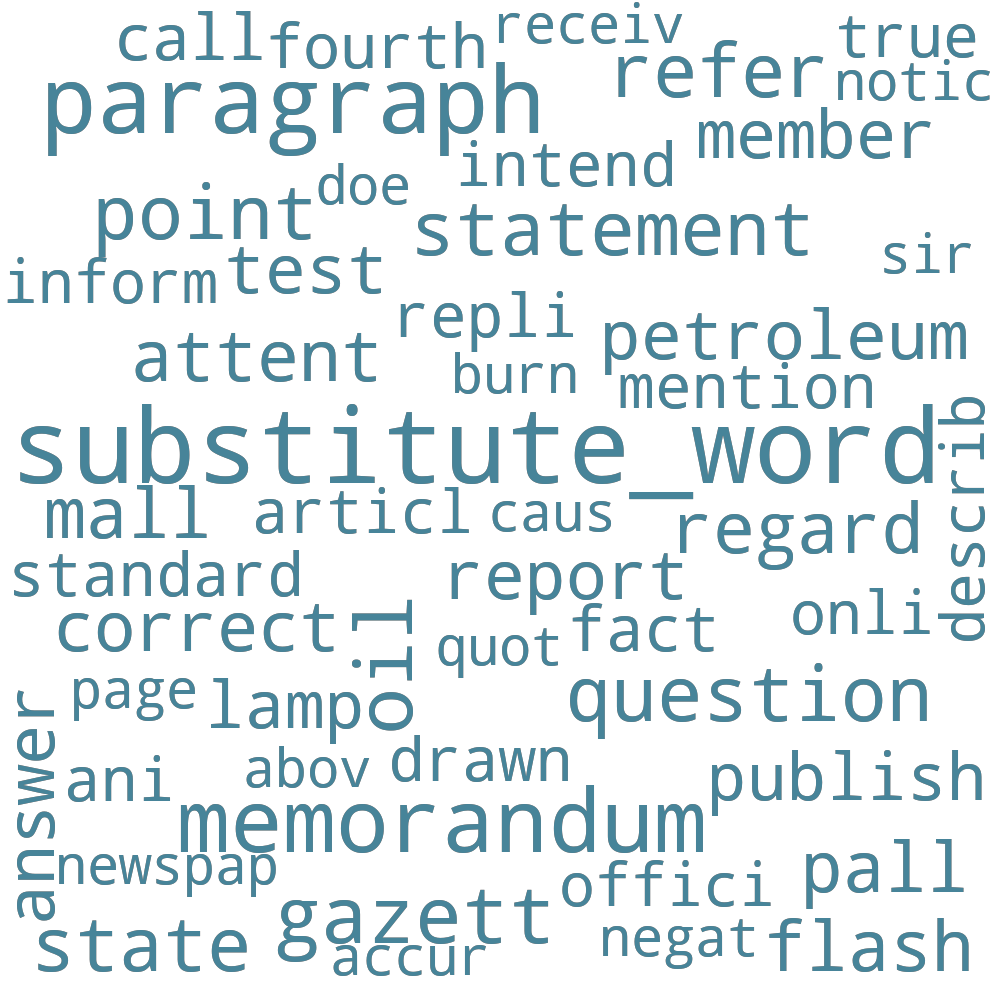 call fourth receiv true
paragraph refer notic
member
intend
point doe statement
sir
inform test
repli petroleum
attent burn mention
substitute_word
describ
mall articl caus regard
standard report
correct oil quot fact onli
page lamp question
answer
ani abov drawn publish
memorandum
newspap offici pall
state gazett accur negat flash